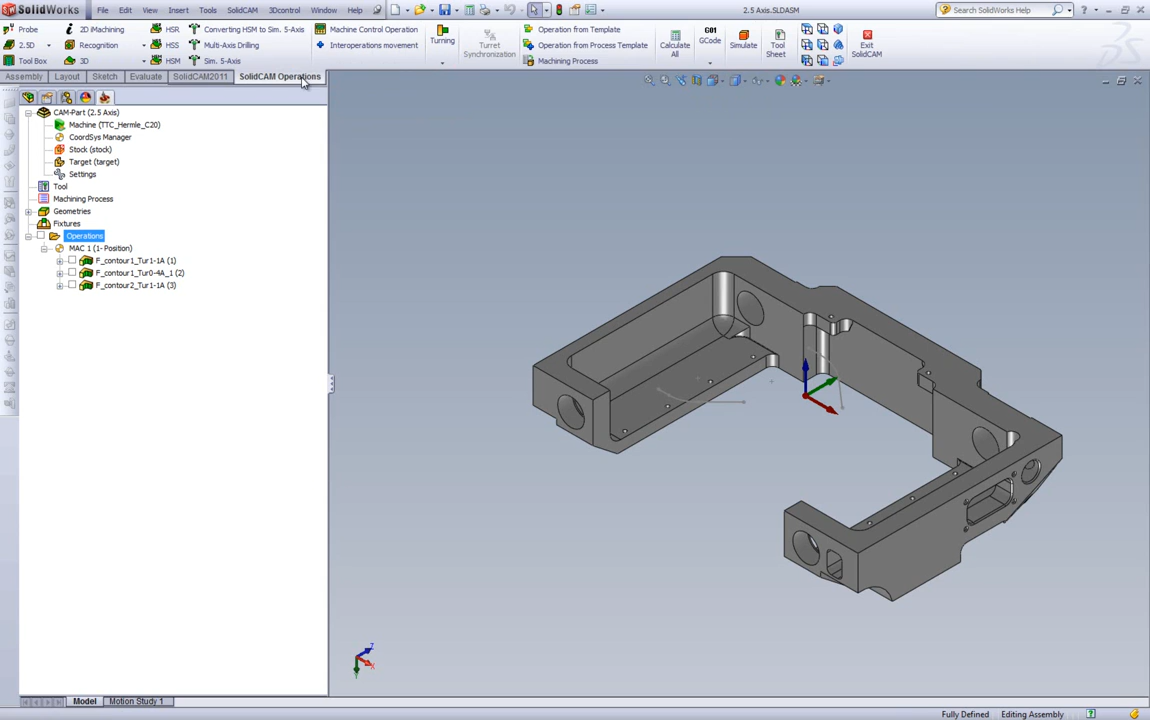 SolidWorks File Edit View Insert Tools SolidCAM 3Dcontrol Window Help 2.5 Axis.SLDASM Search SolidWorks Help
Probe 2D iMachining HSR Converting HSM to Sim. 5-Axis Machine Control Operation Operation from Template
2.5D Recognition HSS Multi-Axis Drilling Interoperations movement Operation from Process Template
Tool Box 3D HSM Sim. 5-Axis Machining Process
Turning
Turret Synchronization
Calculate All
G01 GCode
Simulate
Tool Sheet
Exit SolidCAM
Assembly Layout Sketch Evaluate SolidCAM2011 SolidCAM Operations
CAM-Part (2.5 Axis)
Machine (TTC_Hermle_C20)
CoordSys Manager
Stock (stock)
Target (target)
Settings
Tool
Machining Process
Geometries
Fixtures
Operations
MAC 1 (1- Position)
F_contour1_Tur1-1A (1)
F_contour1_Tur0-4A_1 (2)
F_contour2_Tur1-1A (3)
Z
X
Y
Model Motion Study 1
Fully Defined Editing Assembly